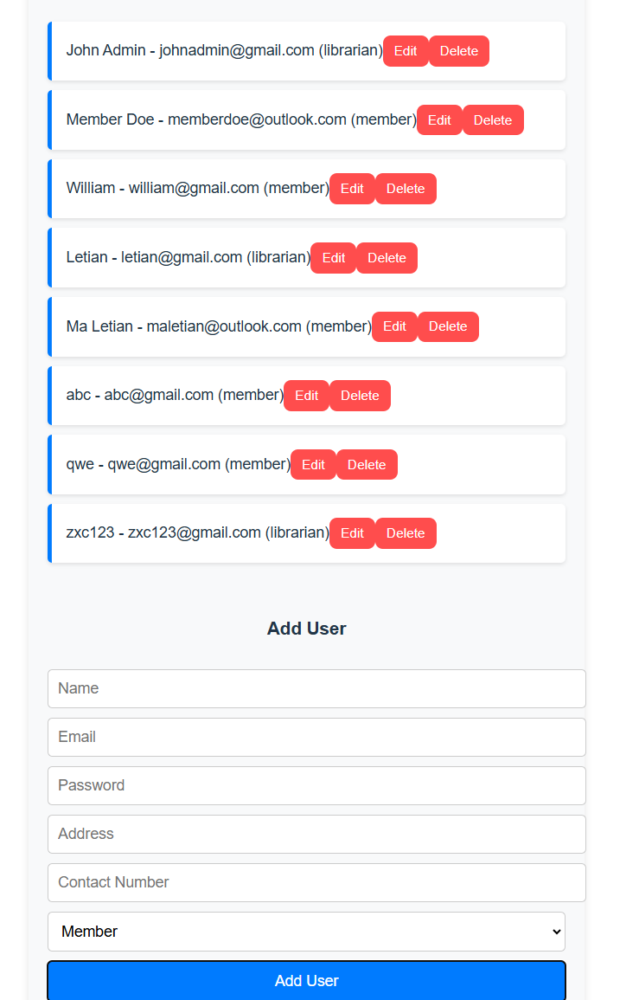 John Admin - johnadmin@gmail.com (librarian) Edit Delete
Member Doe - memberdoe@outlook.com (member) Edit Delete
William - william@gmail.com (member) Edit Delete
Letian - letian@gmail.com (librarian) Edit Delete
Ma Letian - maletian@outlook.com (member) Edit Delete
abc - abc@gmail.com (member) Edit Delete
qwe - qwe@gmail.com (member) Edit Delete
zxc123 - zxc123@gmail.com (librarian) Edit Delete
Add User
Name
Email
Password
Address
Contact Number
Member
Add User